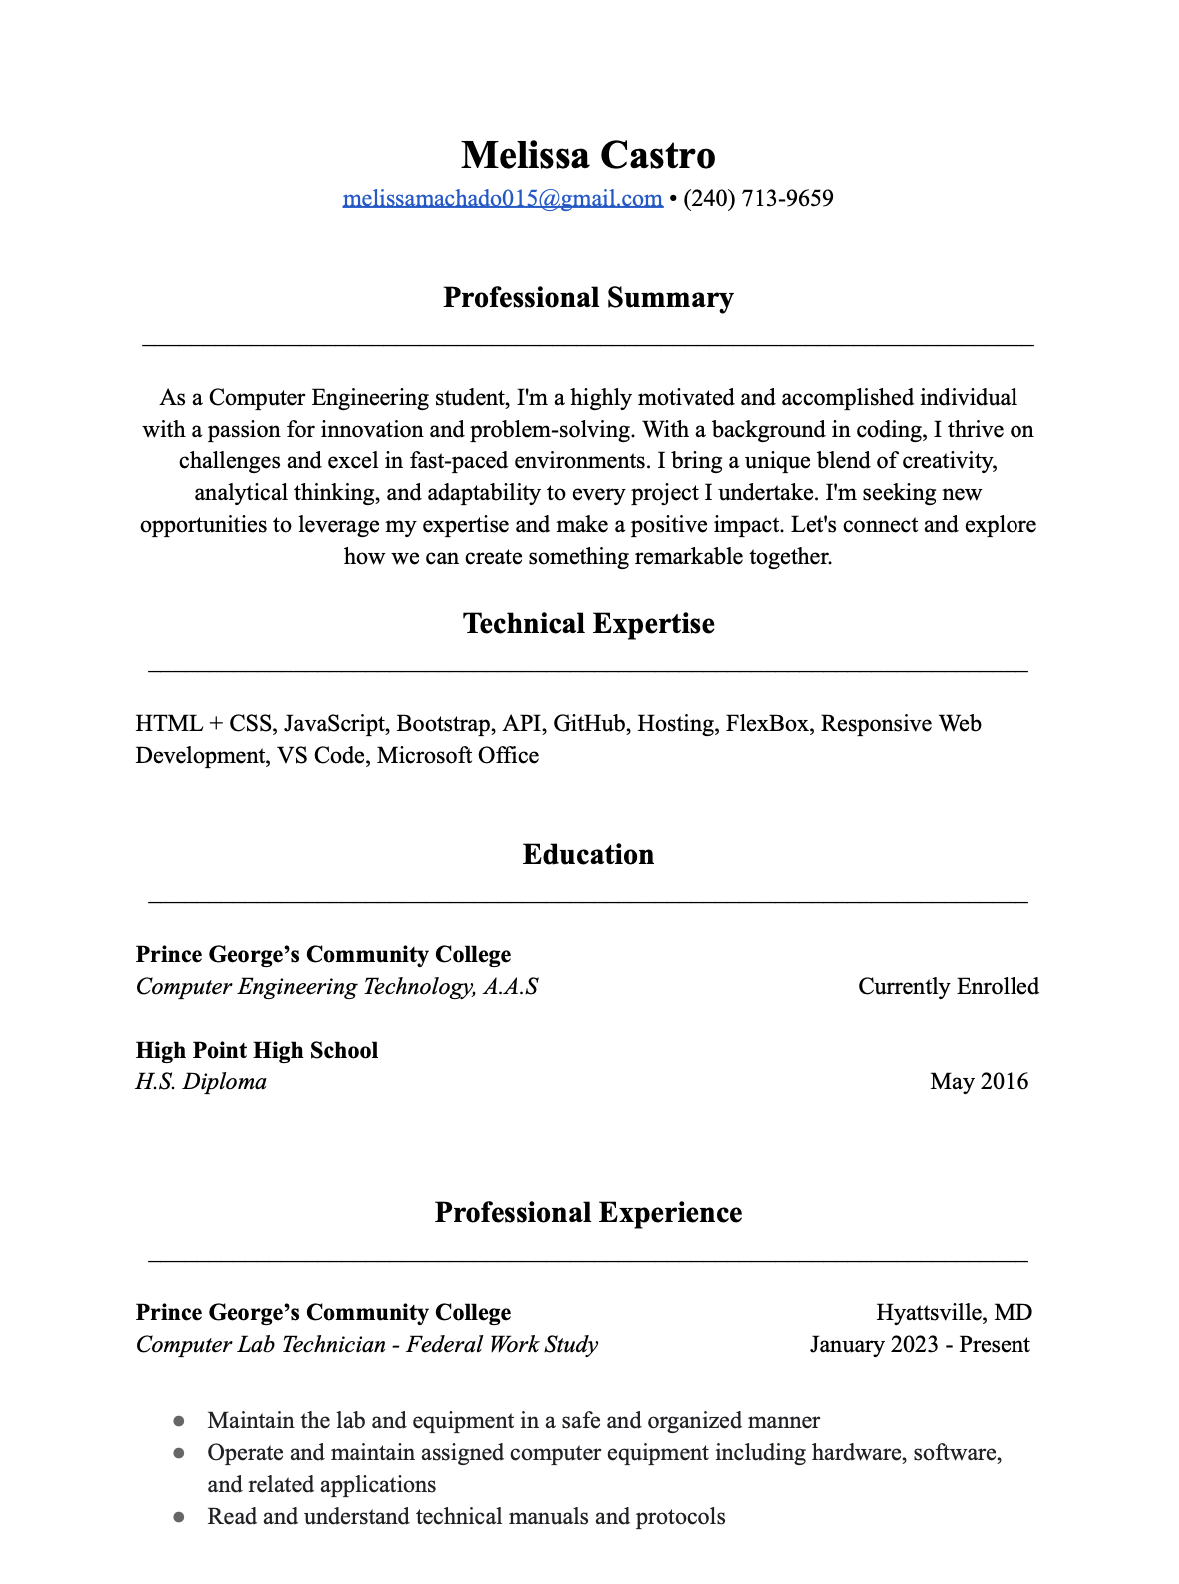 Melissa Castro
melissamachado015@gmail.com • (240) 713-9659
Professional Summary
As a Computer Engineering student, I'm a highly motivated and accomplished individual
with a passion for innovation and problem-solving. With a background in coding, I thrive on
challenges and excel in fast-paced environments. I bring a unique blend of creativity,
analytical thinking, and adaptability to every project I undertake. I'm seeking new
opportunities to leverage my expertise and make a positive impact. Let's connect and explore
how we can create something remarkable together.
Technical Expertise
HTML + CSS, JavaScript, Bootstrap, API, GitHub, Hosting, FlexBox, Responsive Web
Development, VS Code, Microsoft Office
Education
Prince George’s Community College
Computer Engineering Technology, A.A.S Currently Enrolled
High Point High School
H.S. Diploma May 2016
Professional Experience
Prince George’s Community College Hyattsville, MD
Computer Lab Technician - Federal Work Study January 2023 - Present
● Maintain the lab and equipment in a safe and organized manner
● Operate and maintain assigned computer equipment including hardware, software,
and related applications
● Read and understand technical manuals and protocols